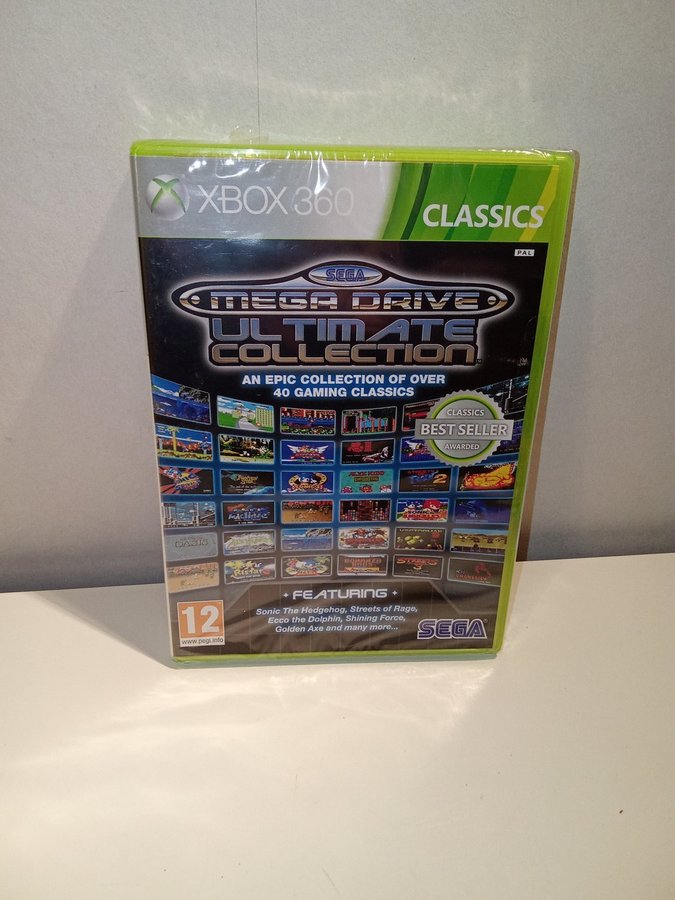 XBOX 360
CLASSICS
PAL
SEGA
MEGA DRIVE
ULTIMATE
COLLECTION
AN EPIC COLLECTION OF OVER
40 GAMING CLASSICS
CLASSICS
BEST SELLER
AWARDED
FEATURING
Sonic The Hedgehog, Streets of Rage,
Ecco the Dolphin, Shining Force,
Golden Axe and many more...
12
www.pegi.info
SEGA